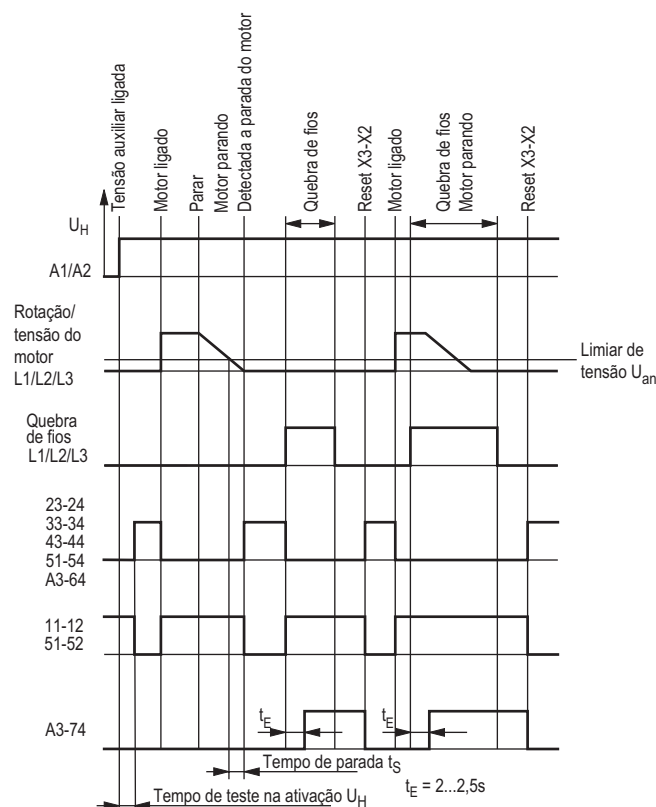 Tensão auxiliar ligada
Motor ligado
Parar
Motor parando
Detectada a parada do motor
Quebra de fios
Reset X3-X2
Motor ligado
Quebra de fios
Motor parando
Reset X3-X2
U_H
A1/A2
Rotação/
tensão do
motor
L1/L2/L3
Limiar de
tensão U_an
Quebra
de fios
L1/L2/L3
23-24
33-34
43-44
51-54
A3-64
11-12
51-52
A3-74
t_E
t_E
Tempo de parada t_S
t_E = 2...2,5s
Tempo de teste na ativação U_H